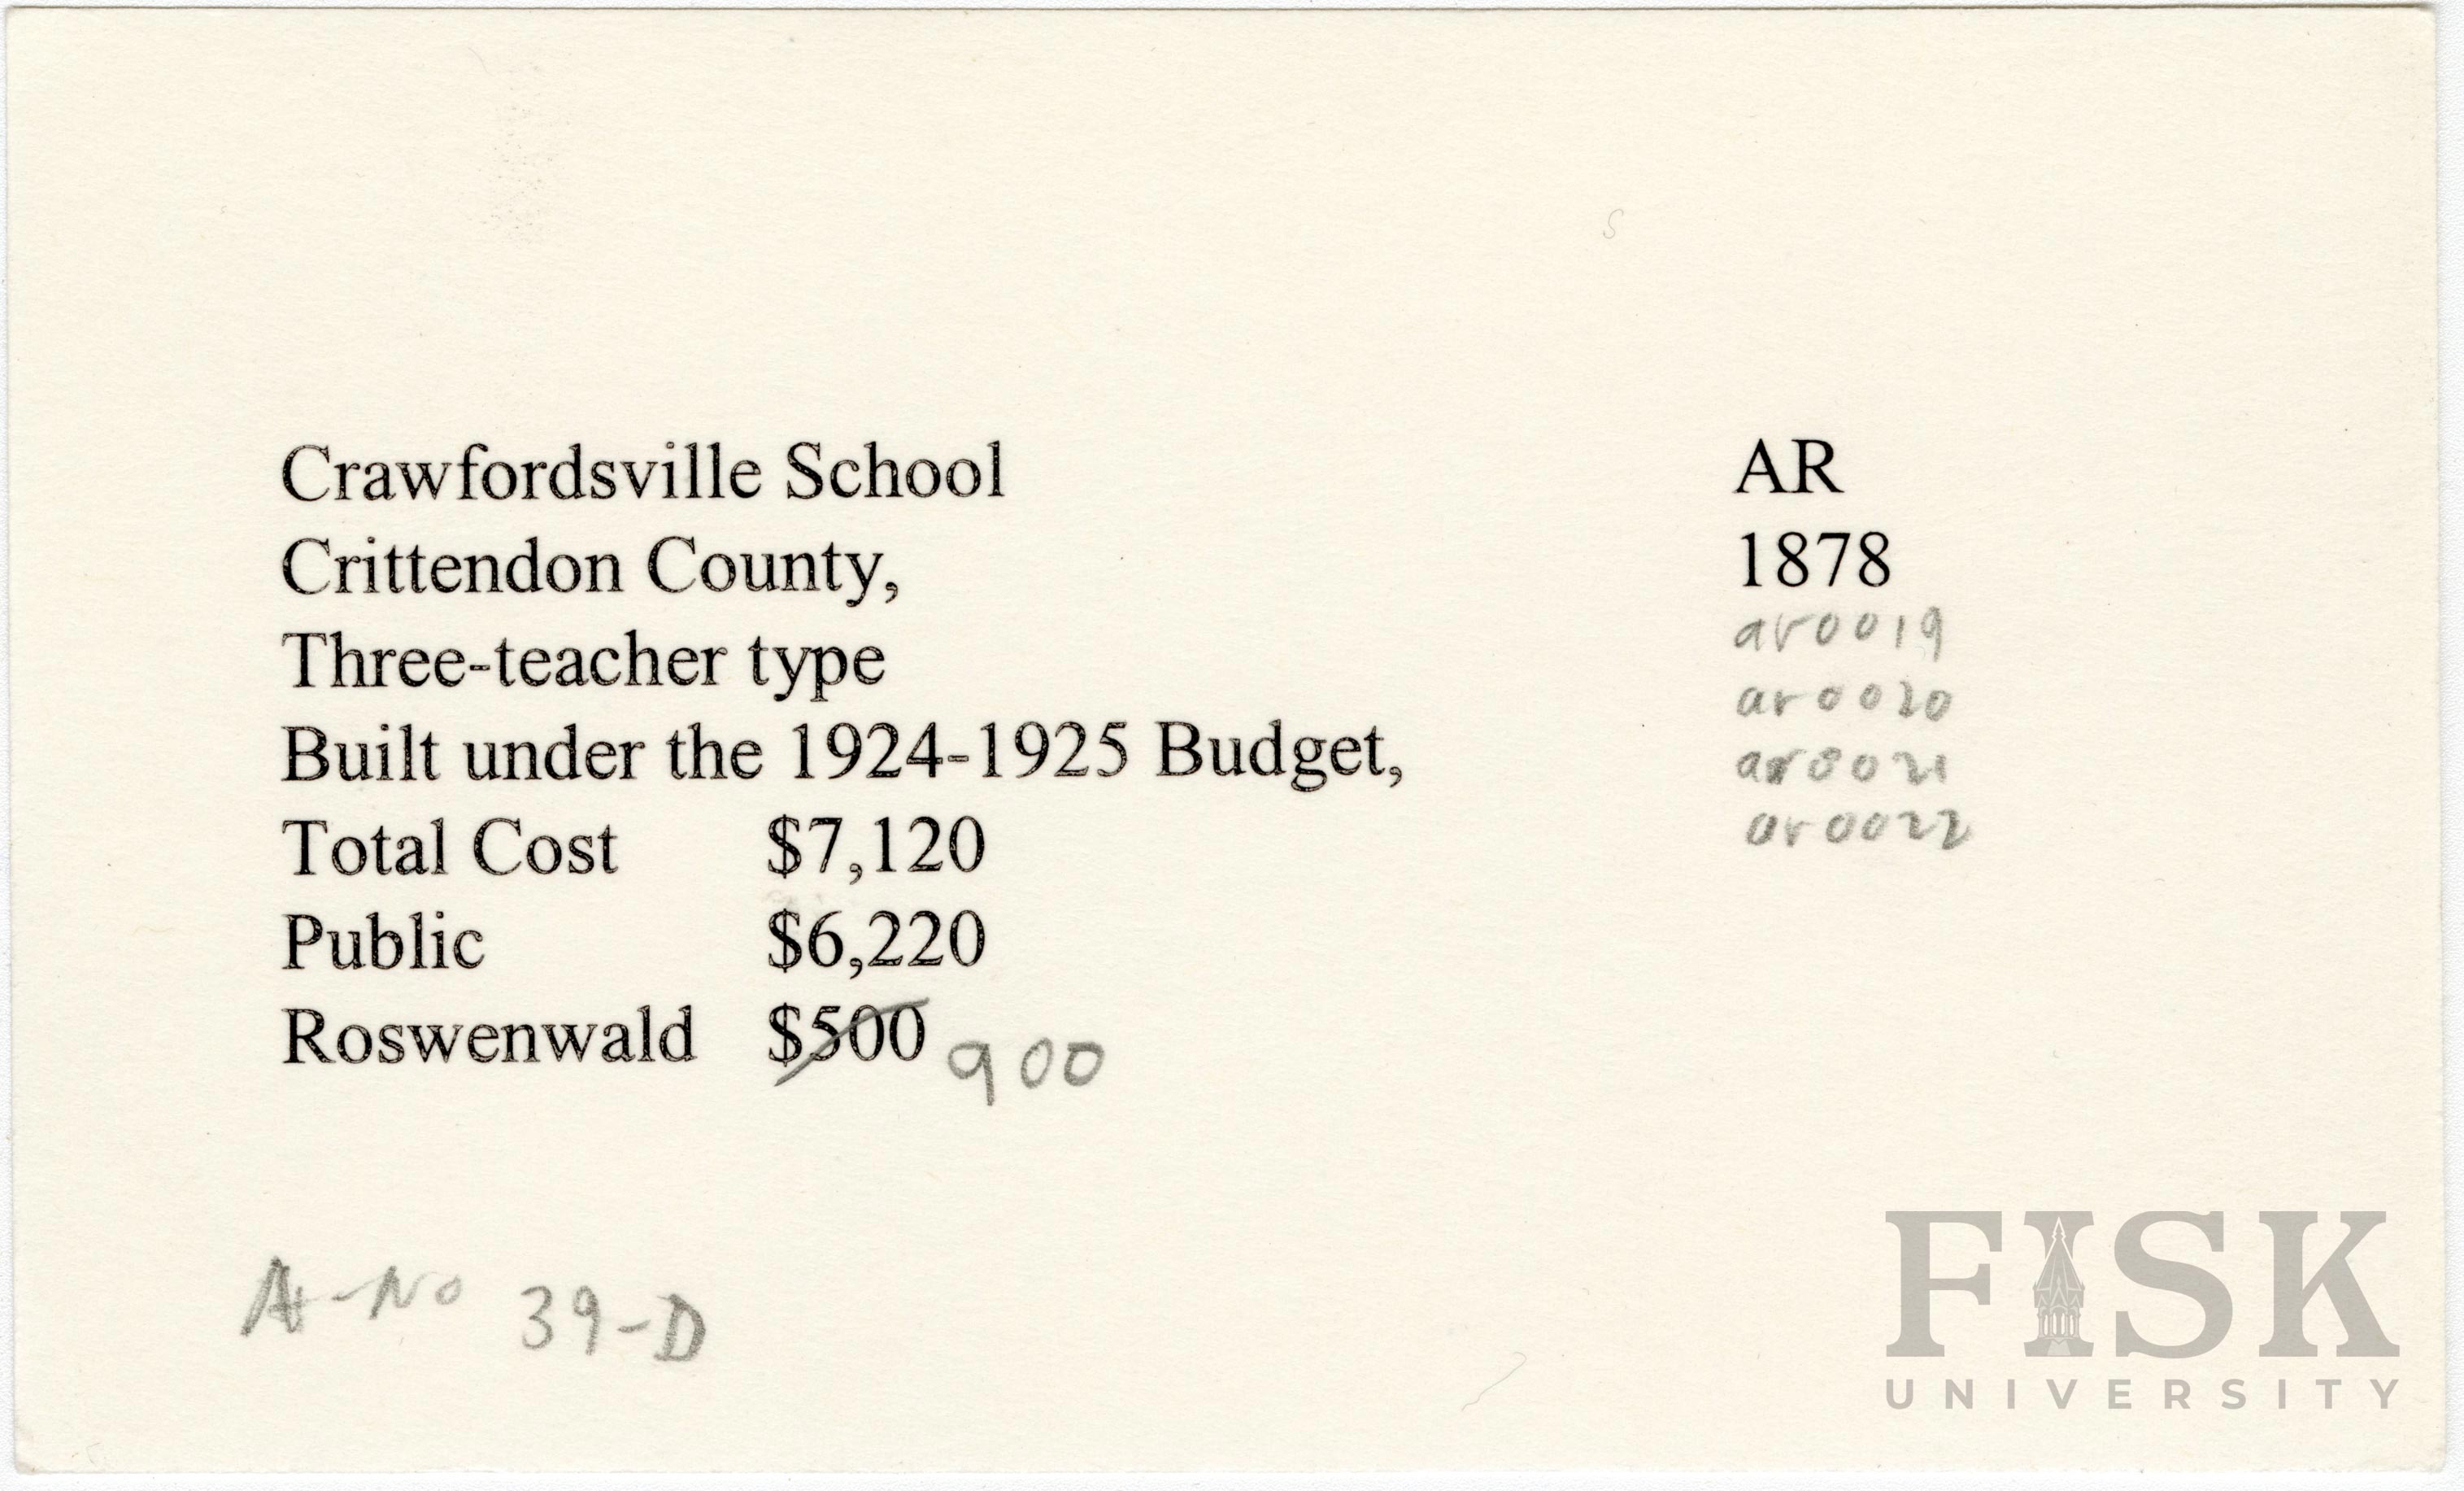 Crawfordsville School
Crittendon County,
Three-teacher type
Built under the 1924-1925 Budget,
Total Cost $7,120
Public $6,220
Roswenwald $500 900
AR
1878
ar0019
ar0020
ar0021
ar0022
A-No 39-D
FISK
UNIVERSITY